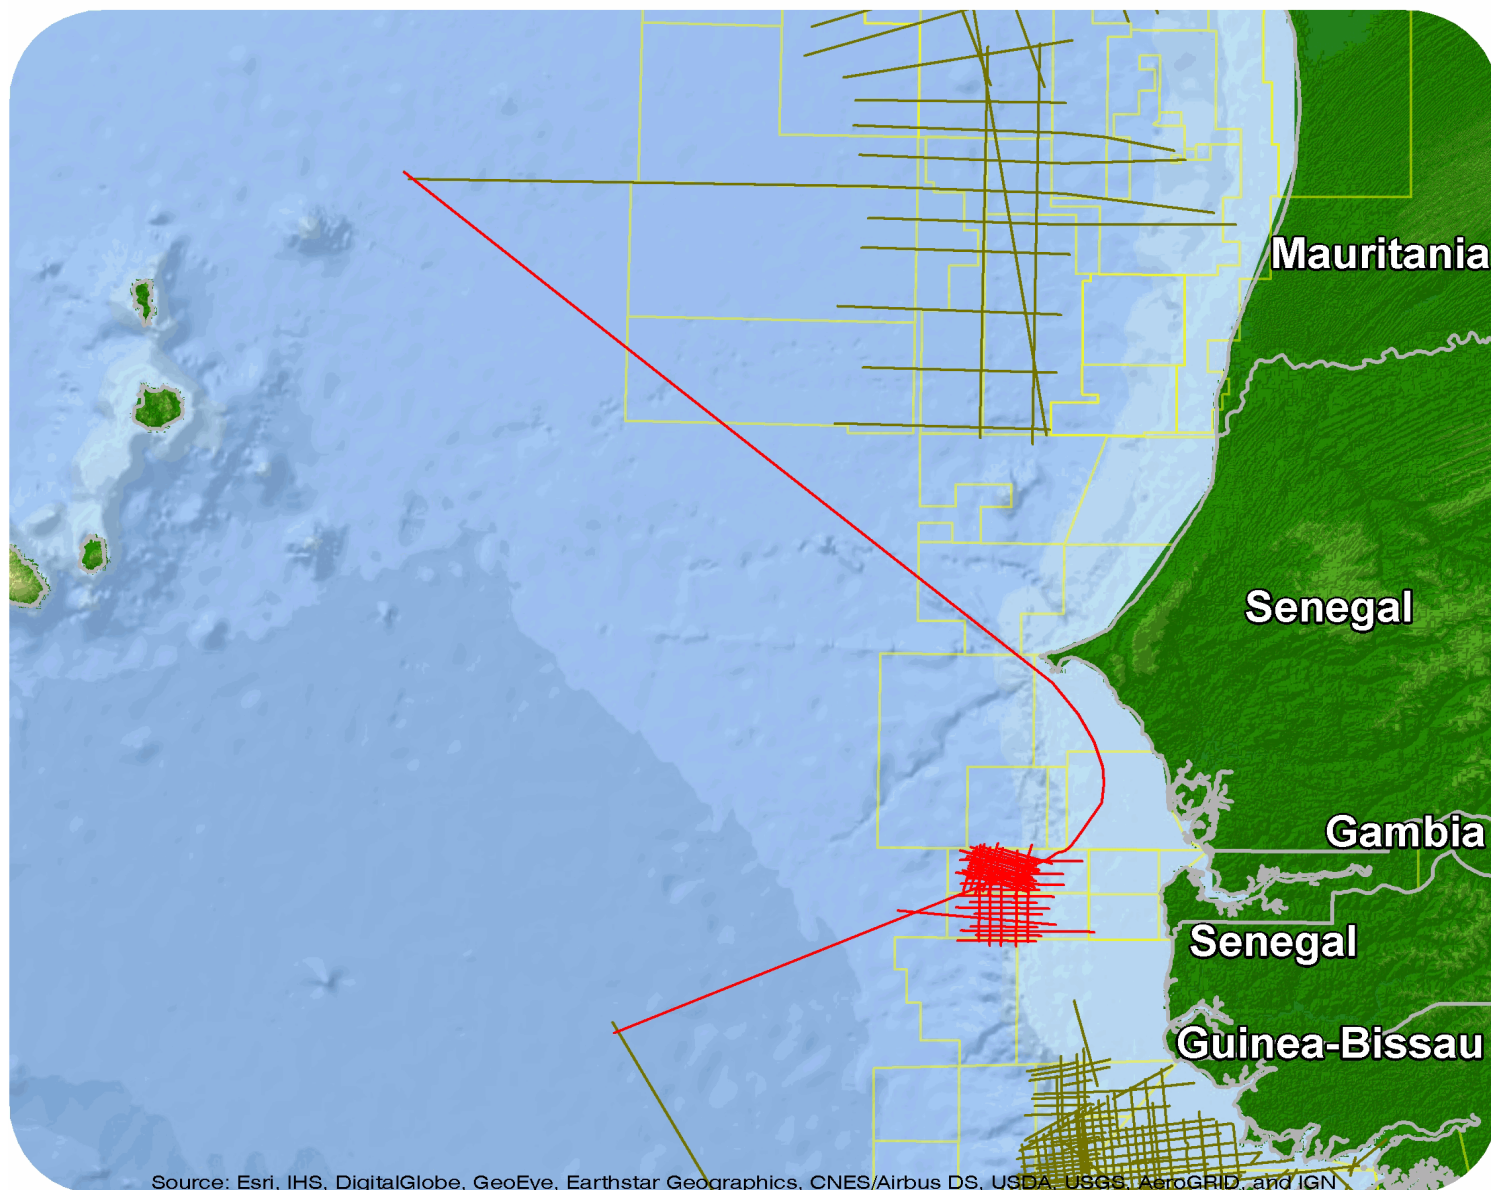 Mauritania
Senegal
Gambia
Senegal
Guinea-Bissau
Source: Esri, IHS, DigitalGlobe, GeoEye, Earthstar Geographics, CNES/Airbus DS, USDA, USGS, AeroGRID, and IGN